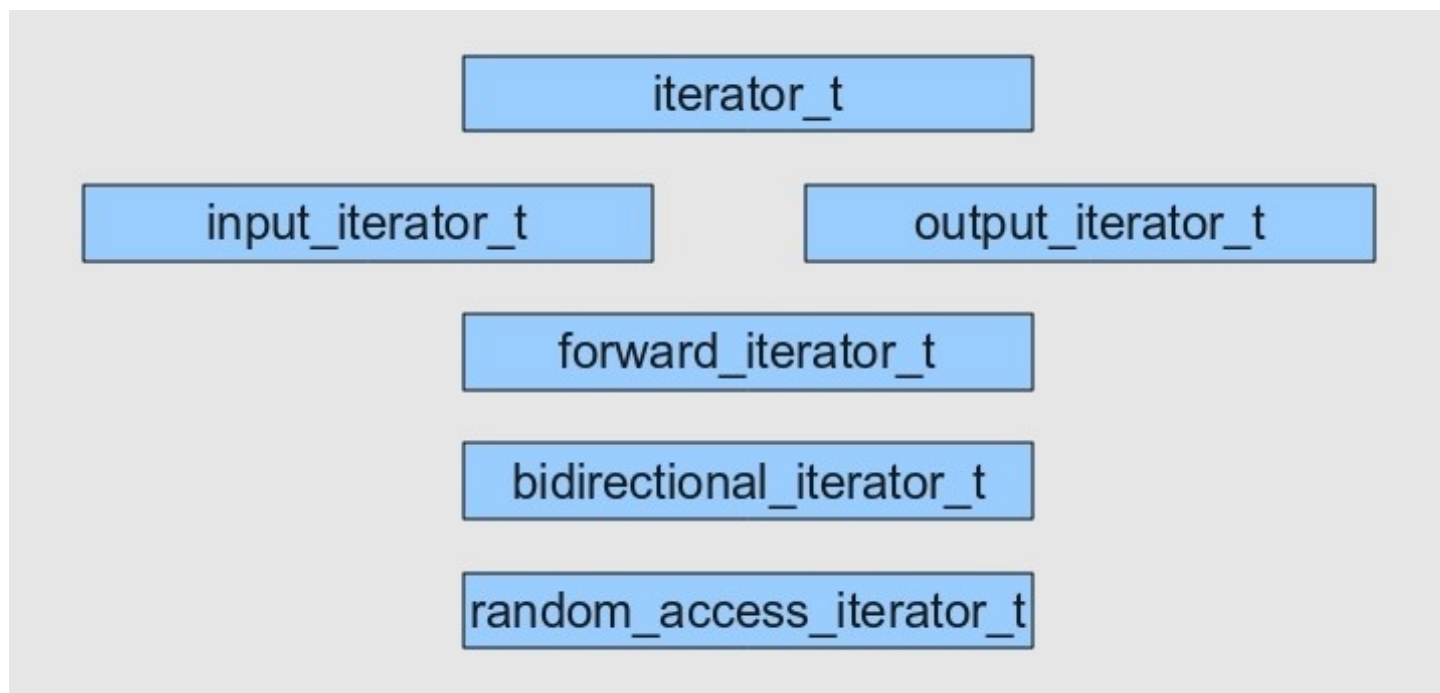 iterator_t
input_iterator_t
output_iterator_t
forward_iterator_t
bidirectional_iterator_t
random_access_iterator_t